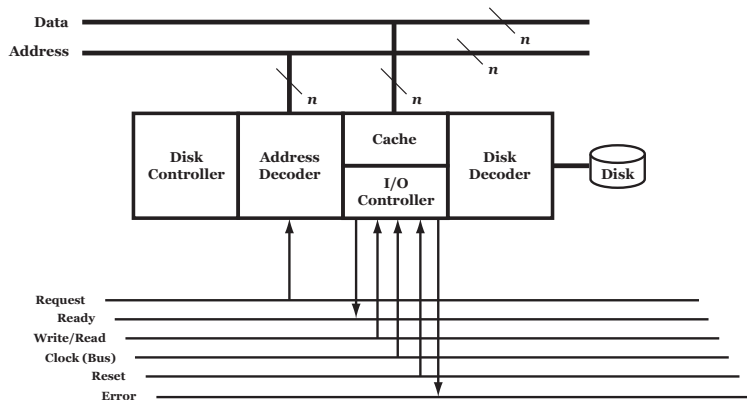 Data
n
Address
n
n
n
Disk
Controller
Address
Decoder
Cache
I/O
Controller
Disk
Decoder
Disk
Request
Ready
Write/Read
Clock (Bus)
Reset
Error